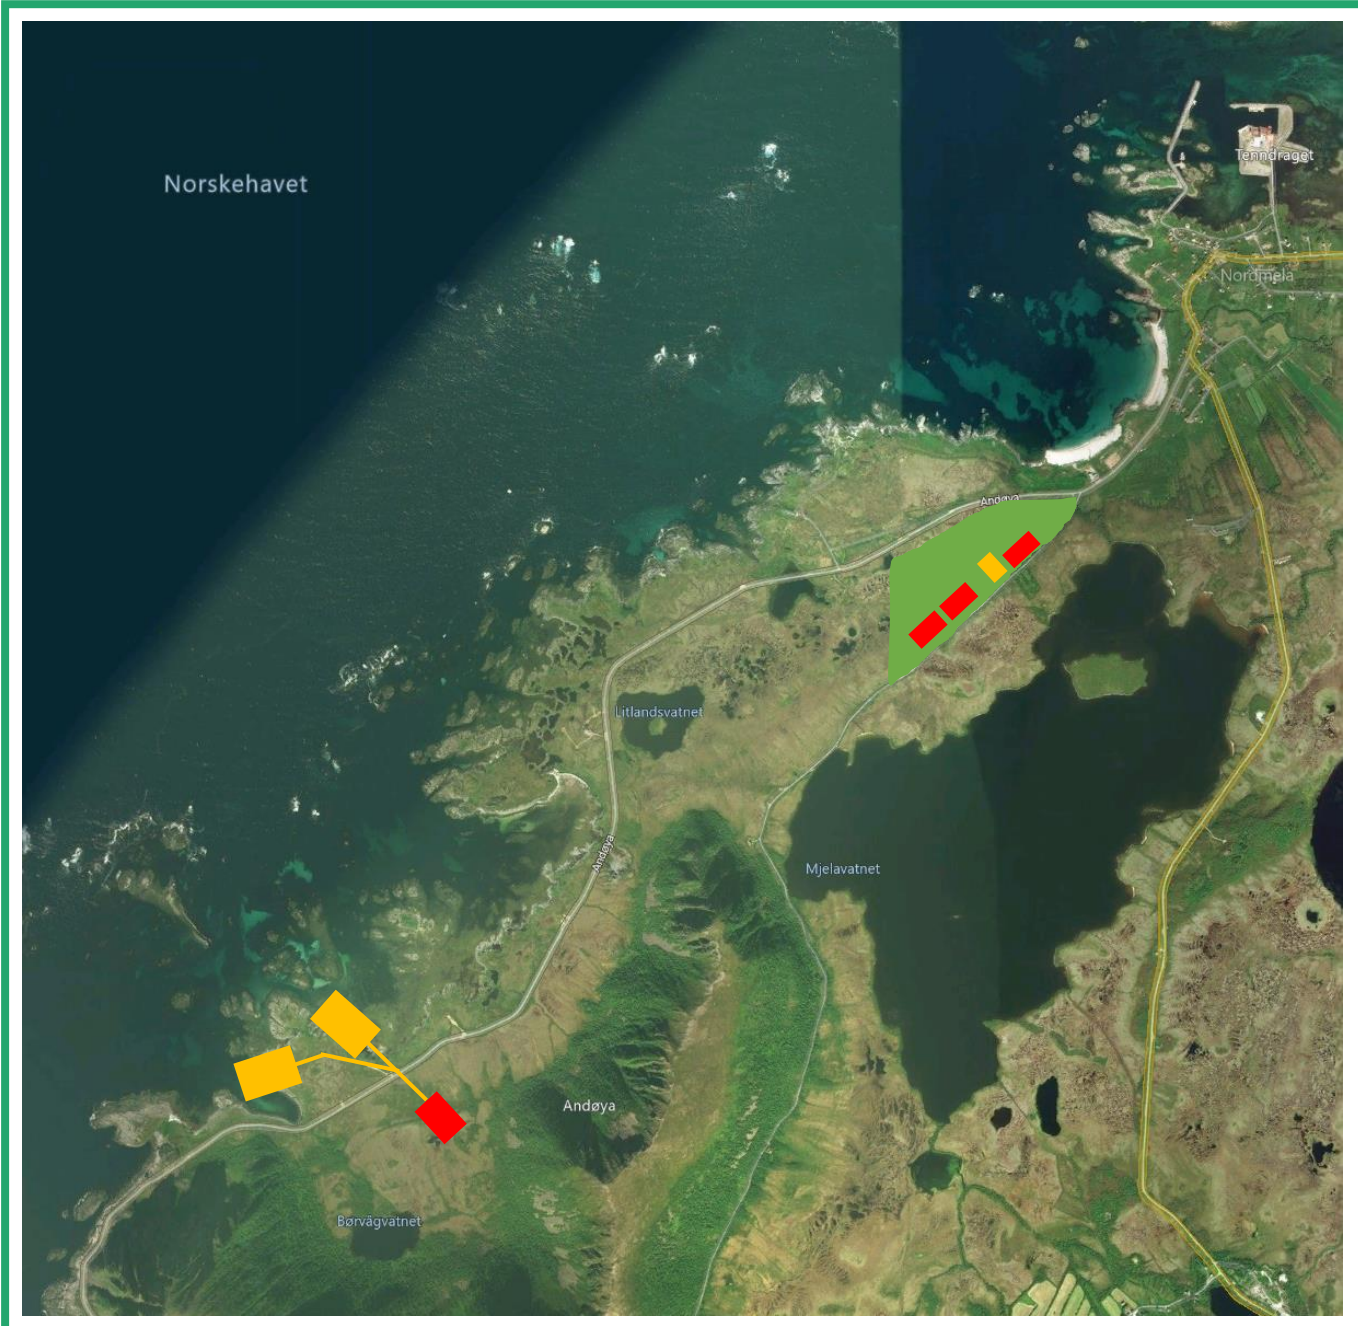 Norskehavet
Tenndraget
Nordmela
Andøya
Litlandsvatnet
Andøya
Mjelavatnet
Andøya
Børvågvatnet